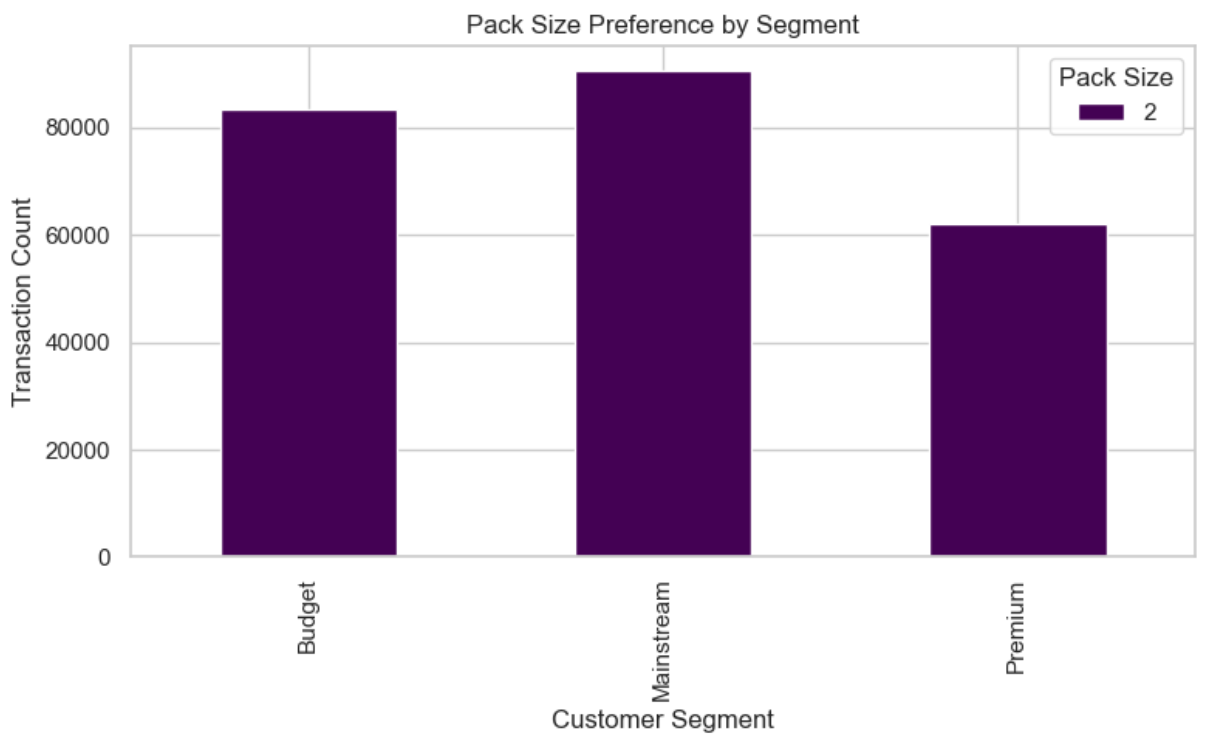 Pack Size Preference by Segment
Pack Size
2
80000
60000
40000
20000
0
Transaction Count
Budget
Mainstream
Premium
Customer Segment